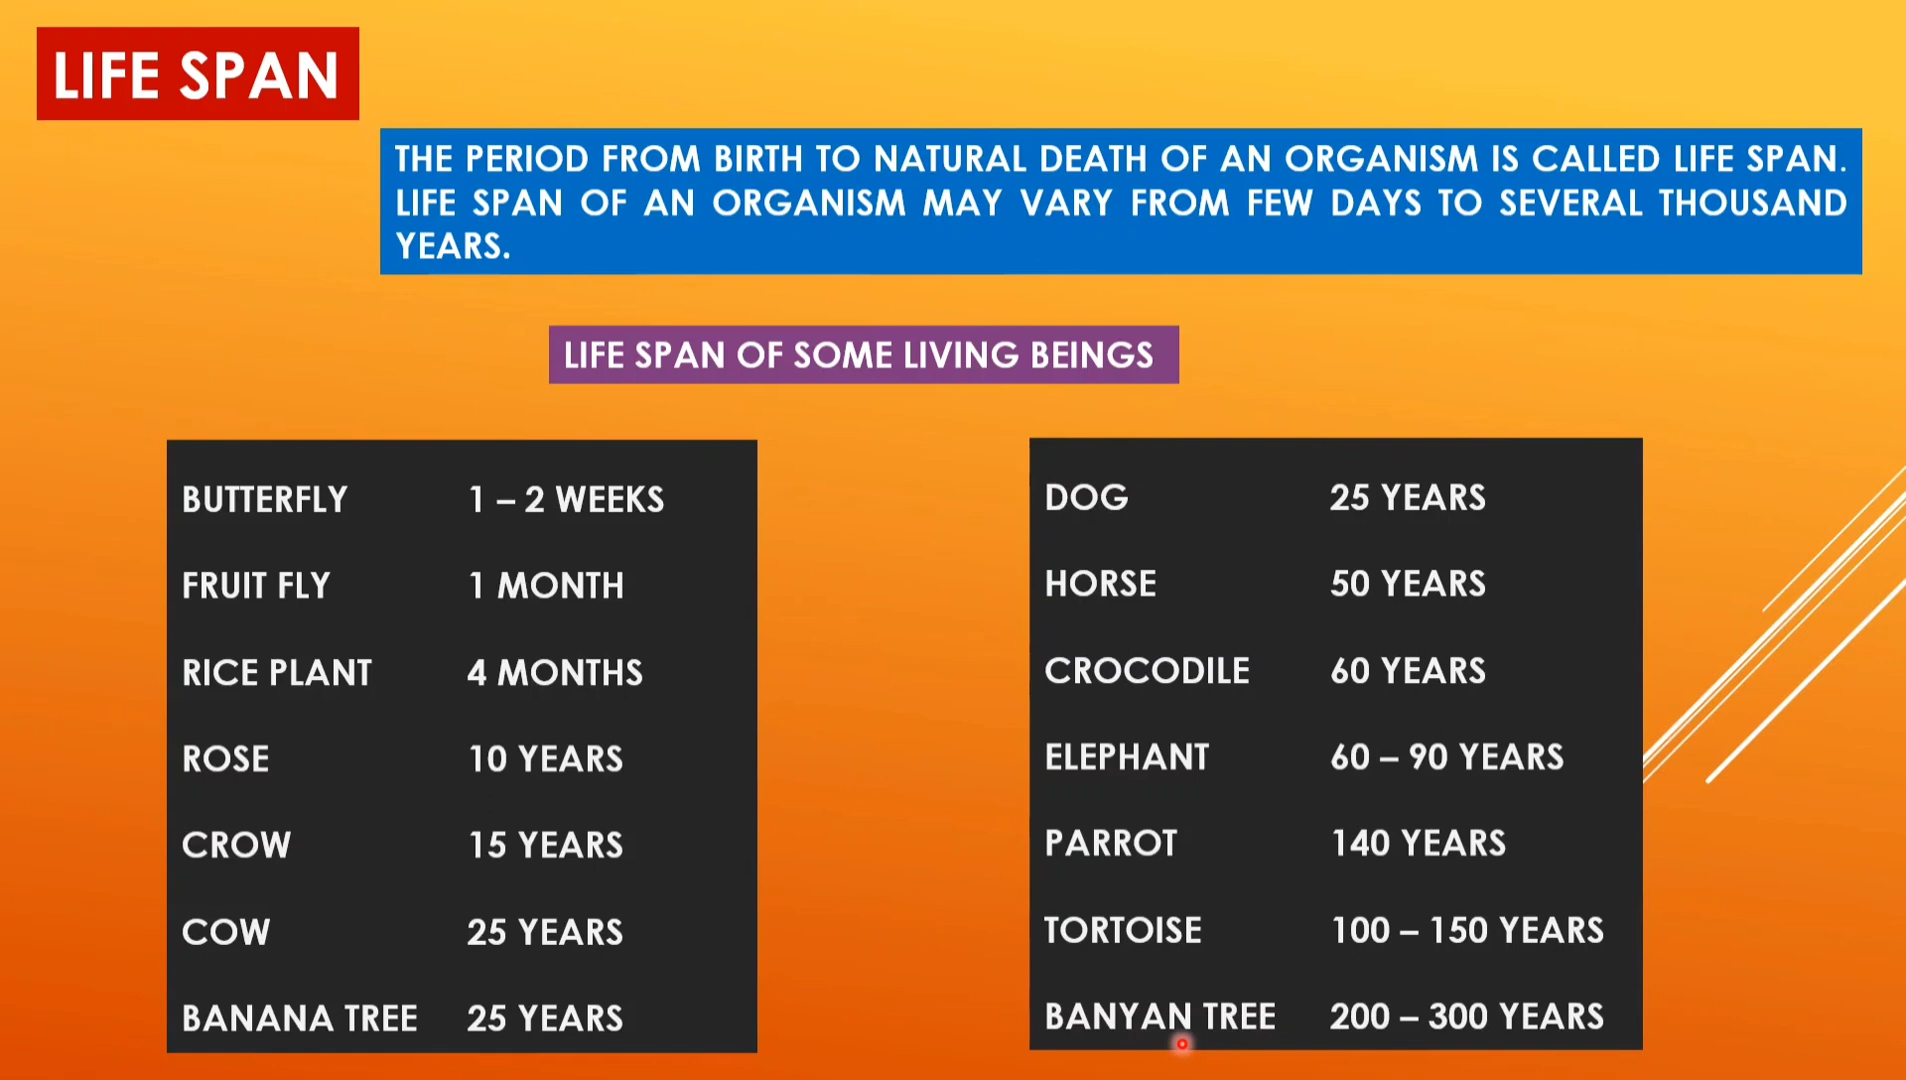 LIFE SPAN
THE PERIOD FROM BIRTH TO NATURAL DEATH OF AN ORGANISM IS CALLED LIFE SPAN.
LIFE SPAN OF AN ORGANISM MAY VARY FROM FEW DAYS TO SEVERAL THOUSAND
YEARS.
LIFE SPAN OF SOME LIVING BEINGS
BUTTERFLY 1 – 2 WEEKS
FRUIT FLY 1 MONTH
RICE PLANT 4 MONTHS
ROSE 10 YEARS
CROW 15 YEARS
COW 25 YEARS
BANANA TREE 25 YEARS
DOG 25 YEARS
HORSE 50 YEARS
CROCODILE 60 YEARS
ELEPHANT 60 – 90 YEARS
PARROT 140 YEARS
TORTOISE 100 – 150 YEARS
BANYAN TREE 200 – 300 YEARS